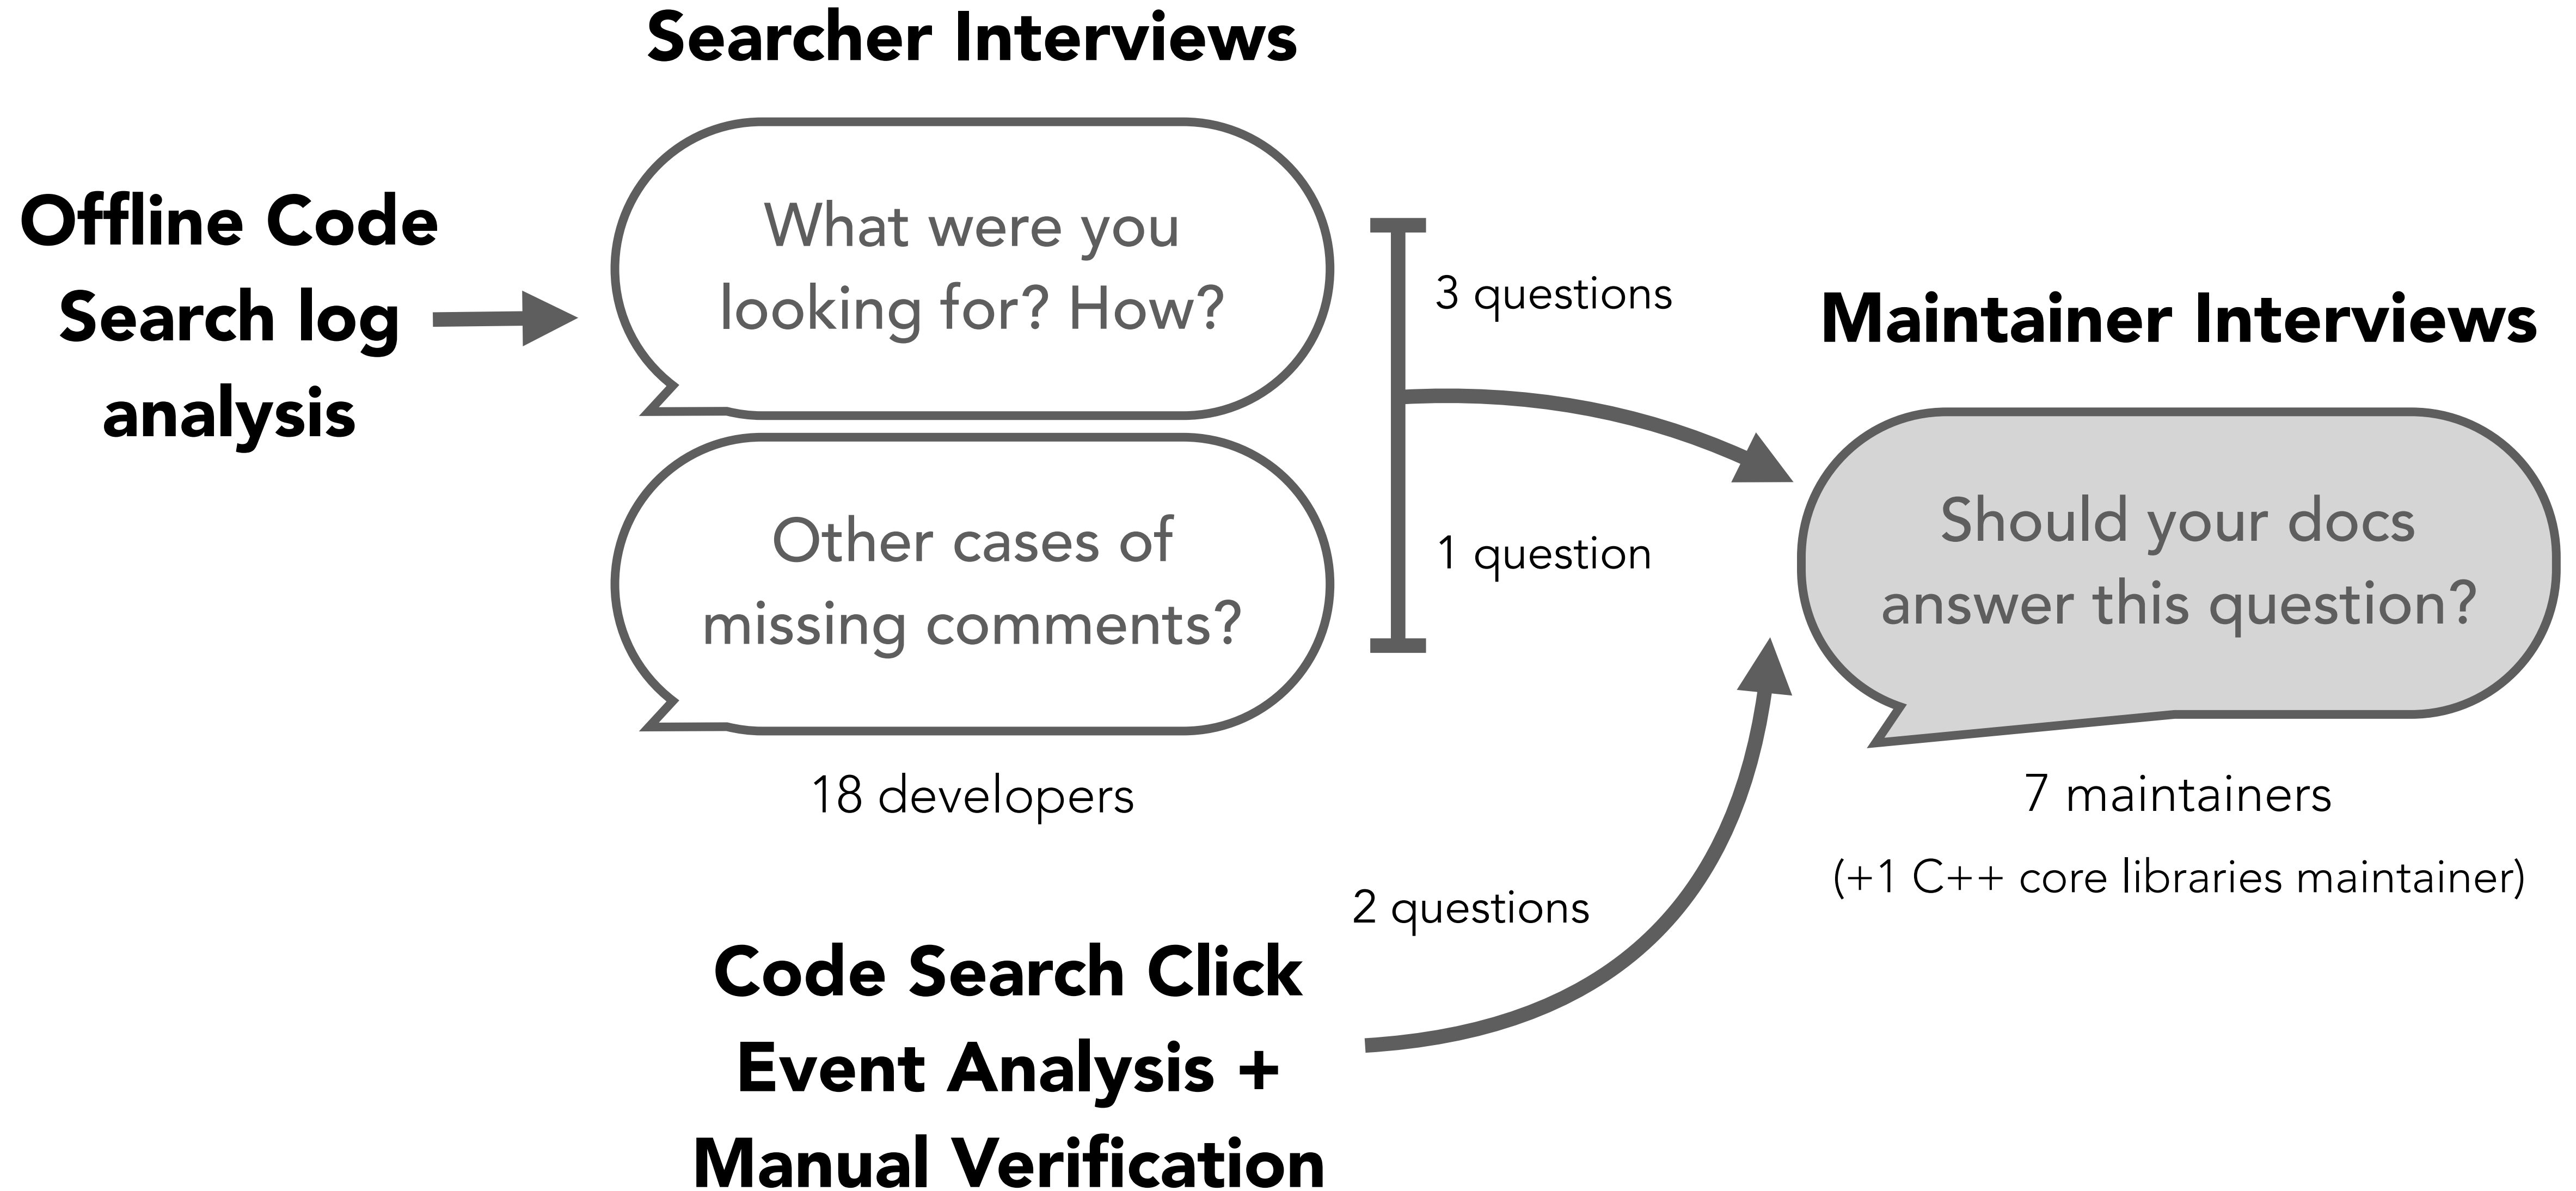 Searcher Interviews
Offline Code
Search log
analysis
What were you
looking for? How?
Other cases of
missing comments?
18 developers
3 questions
1 question
Code Search Click
Event Analysis +
Manual Verification
2 questions
Maintainer Interviews
Should your docs
answer this question?
7 maintainers
(+1 C++ core libraries maintainer)